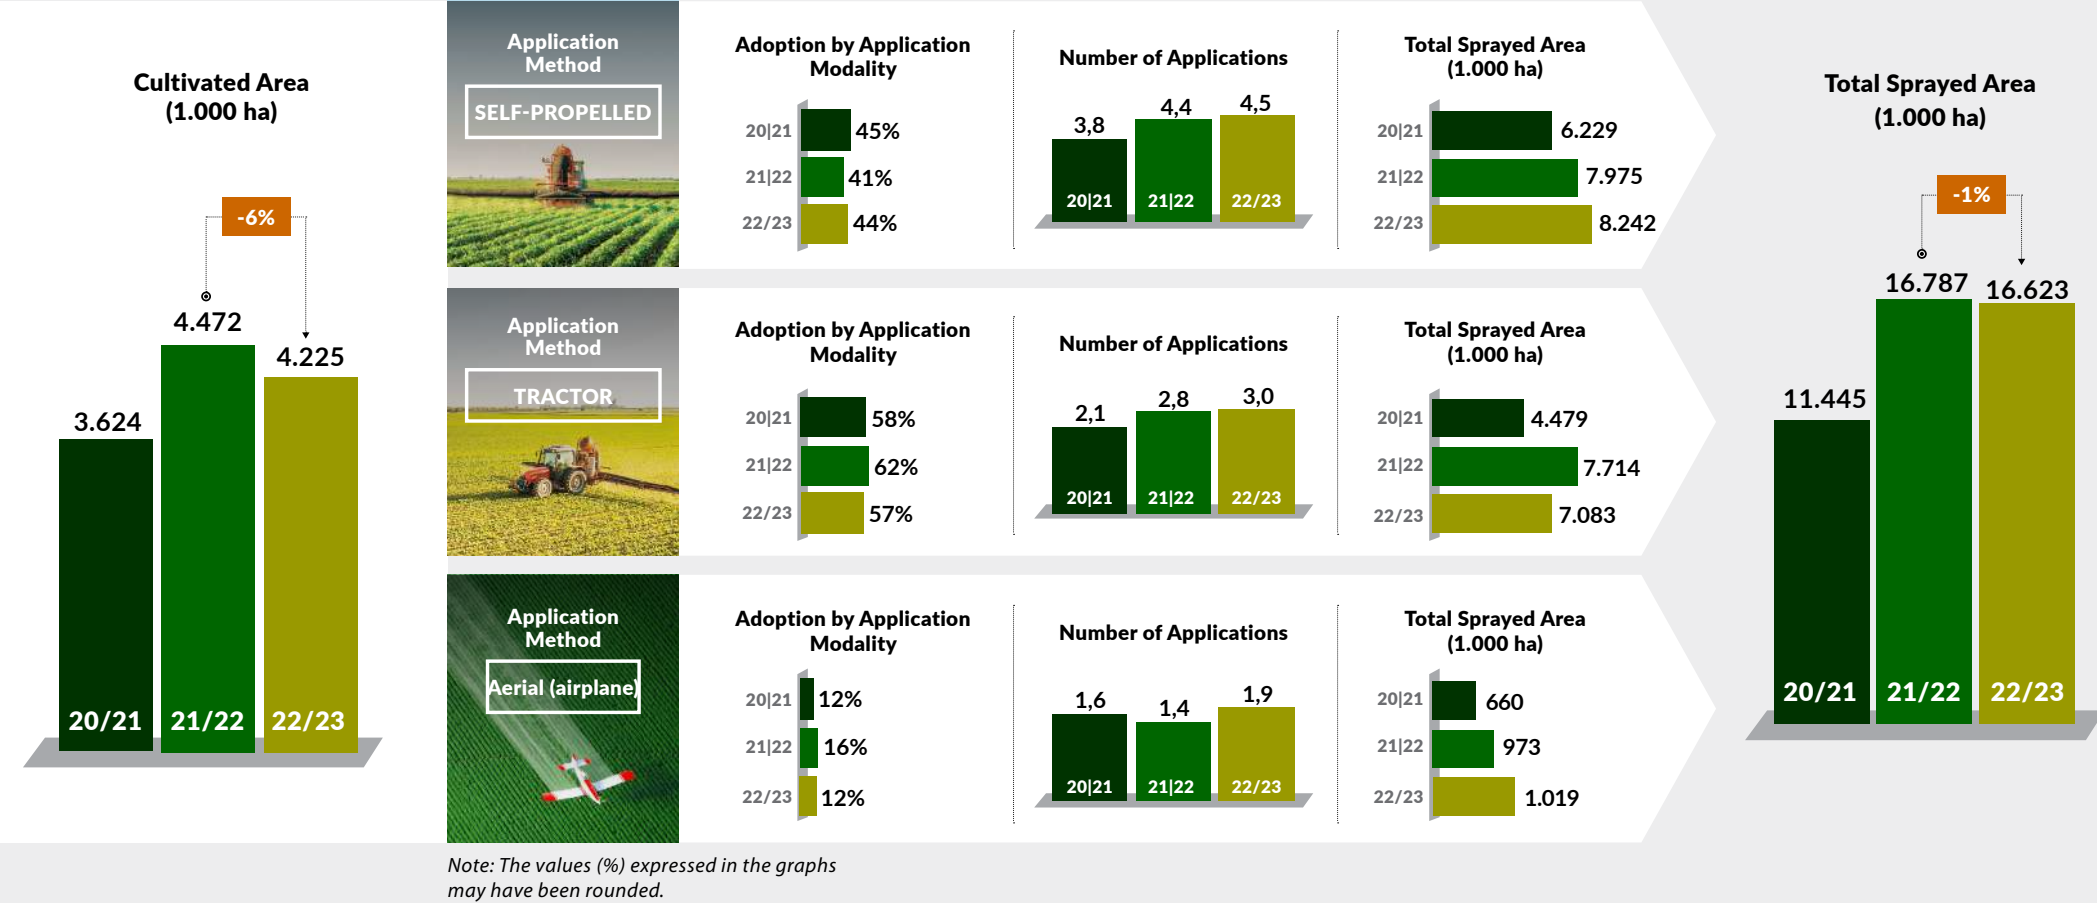 Cultivated Area
(1.000 ha)
-6%
4.472
4.225
3.624
20/21
21/22
22/23
Application
Method
SELF-PROPELLED
Adoption by Application
Modality
20|21
45%
21|22
41%
22/23
44%
Number of Applications
3,8
4,4
4,5
20|21
21|22
22/23
Total Sprayed Area
(1.000 ha)
20|21
6.229
21|22
7.975
22/23
8.242
Application
Method
TRACTOR
Adoption by Application
Modality
20|21
58%
21|22
62%
22/23
57%
Number of Applications
2,1
2,8
3,0
20|21
21|22
22/23
Total Sprayed Area
(1.000 ha)
20|21
4.479
21|22
7.714
22/23
7.083
Application
Method
Aerial (airplane)
Adoption by Application
Modality
20|21
12%
21|22
16%
22/23
12%
Number of Applications
1,6
1,4
1,9
20|21
21|22
22/23
Total Sprayed Area
(1.000 ha)
20|21
660
21|22
973
22/23
1.019
Total Sprayed Area
(1.000 ha)
-1%
16.787
16.623
11.445
20/21
21/22
22/23
Note: The values (%) expressed in the graphs
may have been rounded.